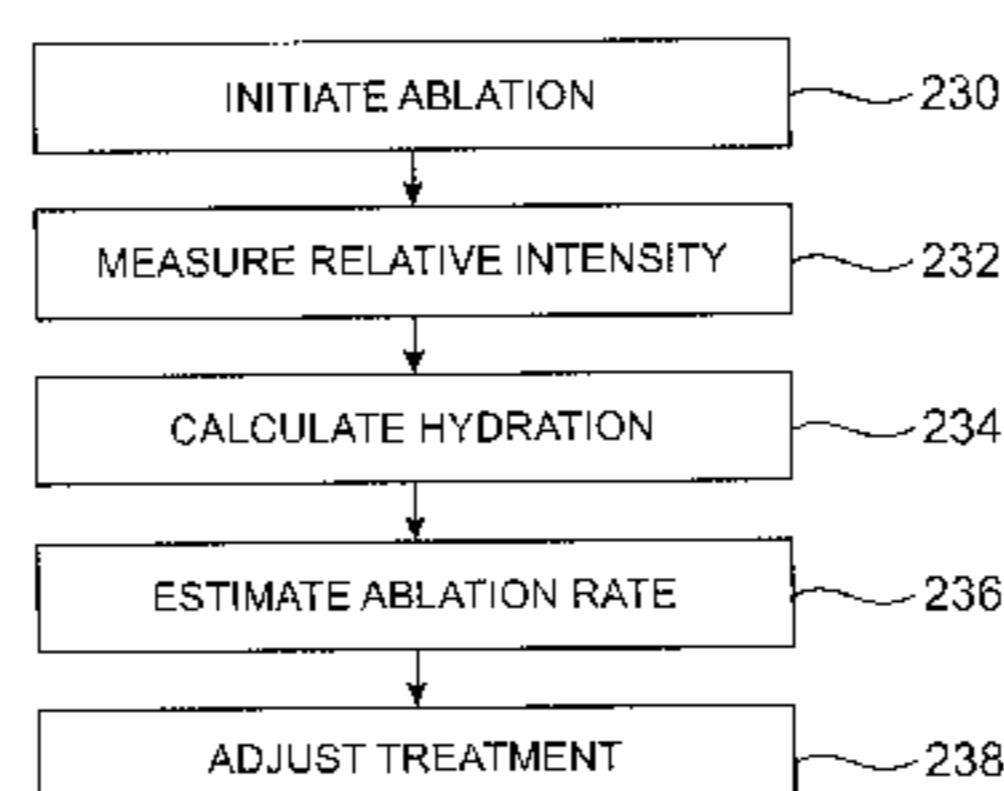 INITIATE ABLATION 230
MEASURE RELATIVE INTENSITY 232
CALCULATE HYDRATION 234
ESTIMATE ABLATION RATE 236
ADJUST TREATMENT 238